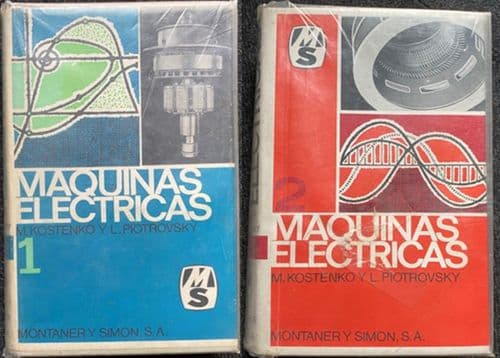 MAQUINAS
ELECTRICAS
M. KOSTENKO Y L. PIOTROVSKY
1
MS
MONTANER Y SIMON, S.A.
MS
2
MAQUINAS
ELECTRICAS
M. KOSTENKO Y L. PIOTROVSKY
MONTANER Y SIMON, S.A.